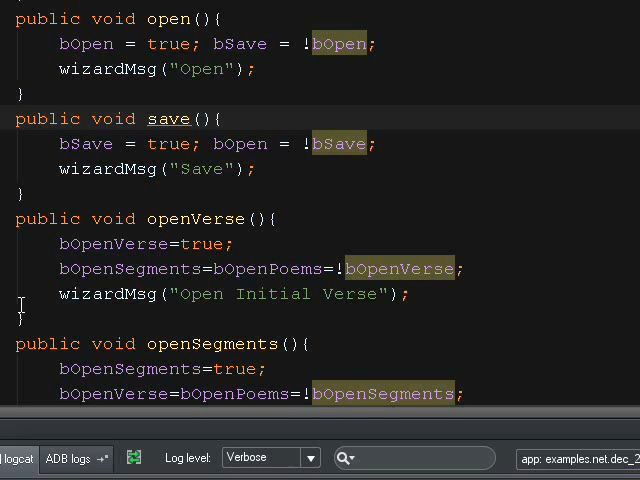 public void open(){
bOpen = true; bSave = !bOpen;
wizardMsg("Open");
}
public void save(){
bSave = true; bOpen = !bSave;
wizardMsg("Save");
}
public void openVerse(){
bOpenVerse=true;
bOpenSegments=bOpenPoems=!bOpenVerse;
wizardMsg("Open Initial Verse");
}
public void openSegments(){
bOpenSegments=true;
bOpenVerse=bOpenPoems=!bOpenSegments;
logcat ADB logs Log level: Verbose app: examples.net.dec_2